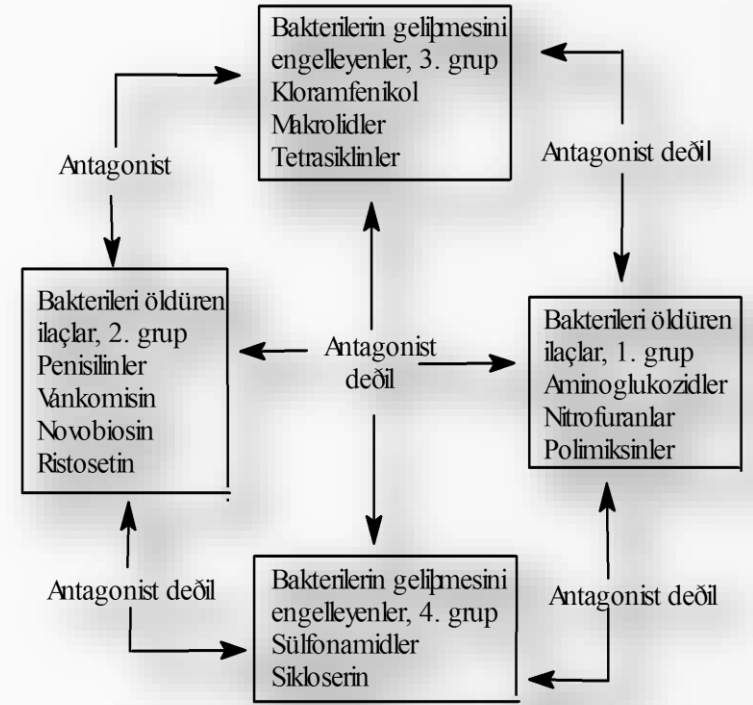 Bakterilerin geliþmesini
engelleyenler, 3. grup
Kloramfenikol
Makrolidler
Tetrasiklinler
Antagonist
Antagonist deðil
Bakterileri öldüren
ilaçlar, 2. grup
Penisilinler
Vankomisin
Novobiosin
Ristosetin
Antagonist
deðil
Bakterileri öldüren
ilaçlar, 1. grup
Aminoglukozidler
Nitrofuranlar
Polimiksinler
Antagonist deðil
Bakterilerin geliþmesini
engelleyenler, 4. grup
Sülfonamidler
Sikloserin
Antagonist deðil